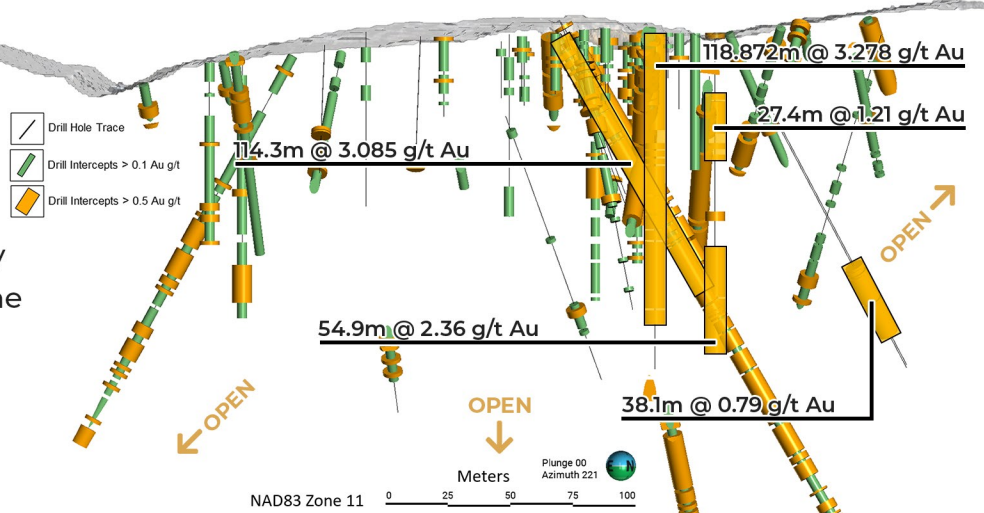 118.872m @ 3.278 g/t Au
27.4m @ 1.21 g/t Au
Drill Hole Trace
114.3m @ 3.085 g/t Au
Drill Intercepts > 0.1 Au g/t
Drill Intercepts > 0.5 Au g/t
OPEN
54.9m @ 2.36 g/t Au
38.1m @ 0.79 g/t Au
OPEN
OPEN
Meters
Plunge 00
Azimuth 221
E N
NAD83 Zone 11
0 25 50 75 100